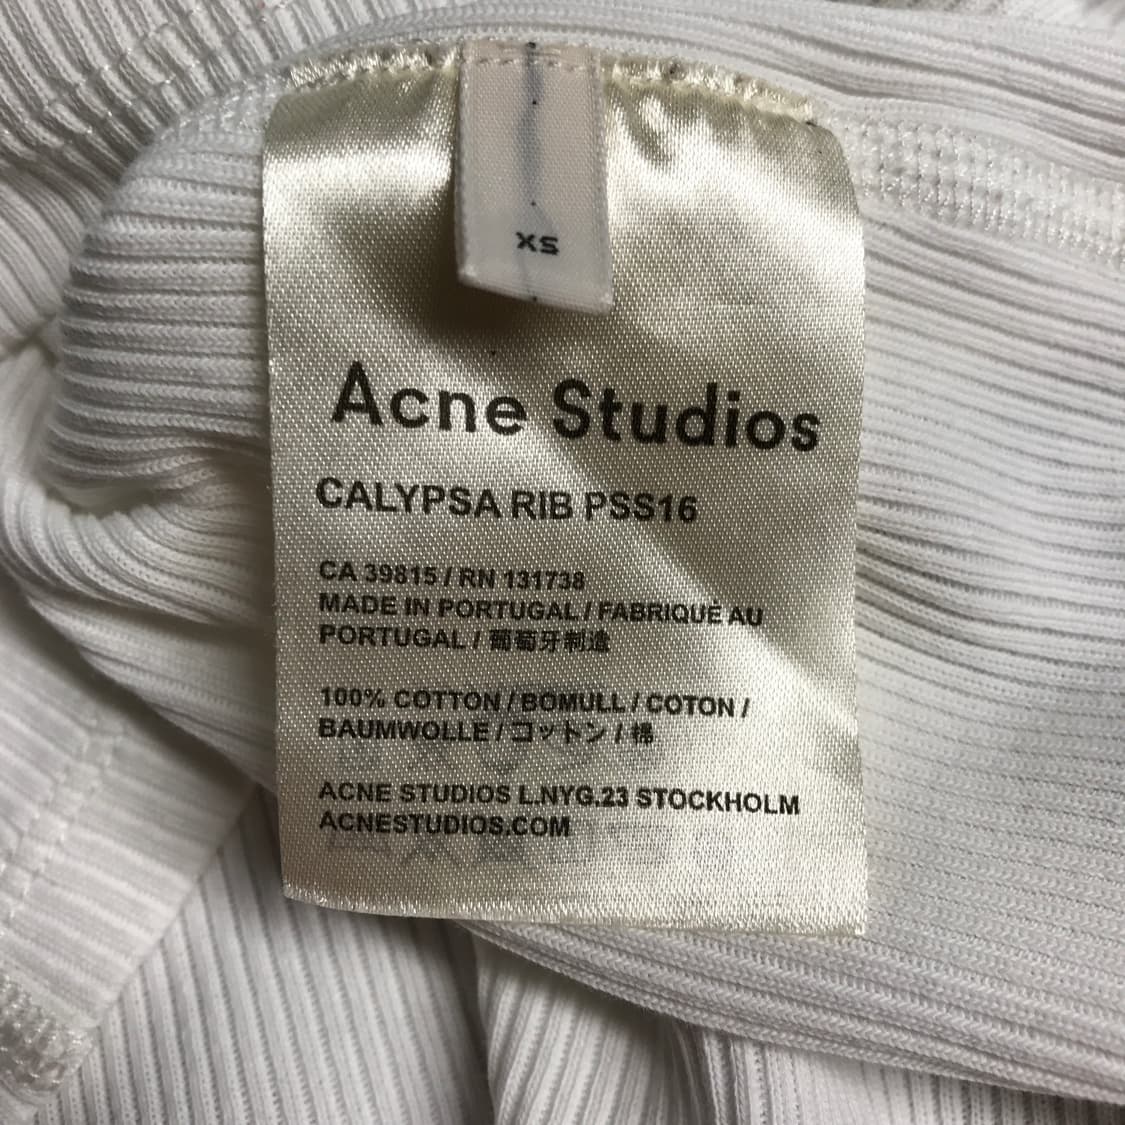 XS
Acne Studios
CALYPSA RIB PSS16
CA 39815 / RN 131738
MADE IN PORTUGAL / FABRIQUÉ AU
PORTUGAL / 葡萄牙制造
100% COTTON / BOMULL / COTON /
BAUMWOLLE / コットン / 棉
ACNE STUDIOS L.NYG.23 STOCKHOLM
ACNESTUDIOS.COM